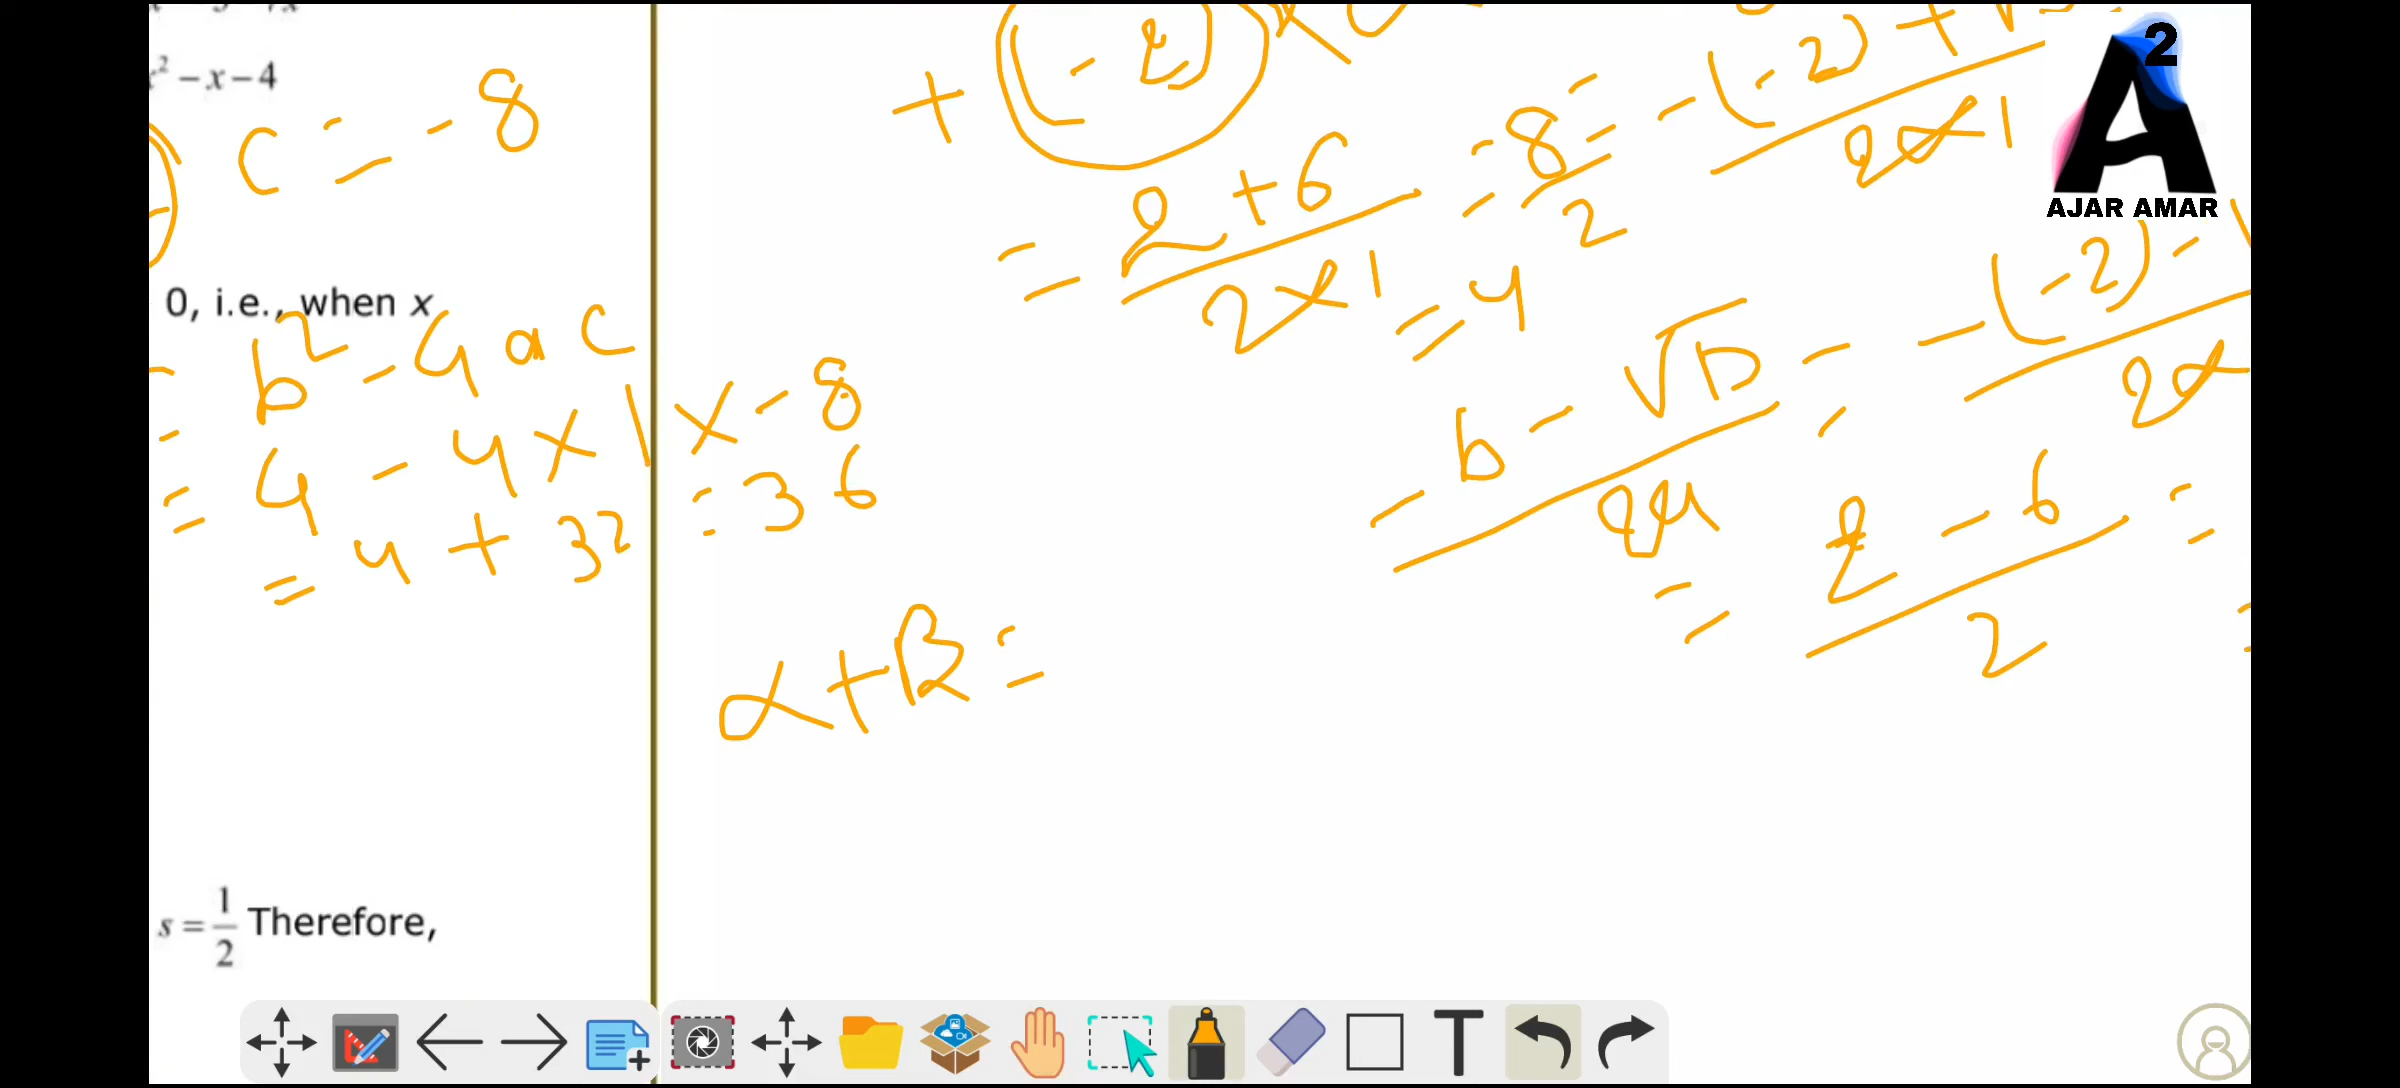 ² − x − 4
C = -8
0, i.e., when x
= b² - 4ac
= 4 - 4 × 1 × - 8
= 4 + 32 = 36
s = 1/2 Therefore,
+ (-2)
= 2 + 6 / 2 × 1 = 8 / 2 = 4
= -(-2) + √ / 2 × 1
-b - √D / 2a = -(-2) - / 2 ×
= 2 - 6 / 2 =
α + β =
2
A
AJAR AMAR
T